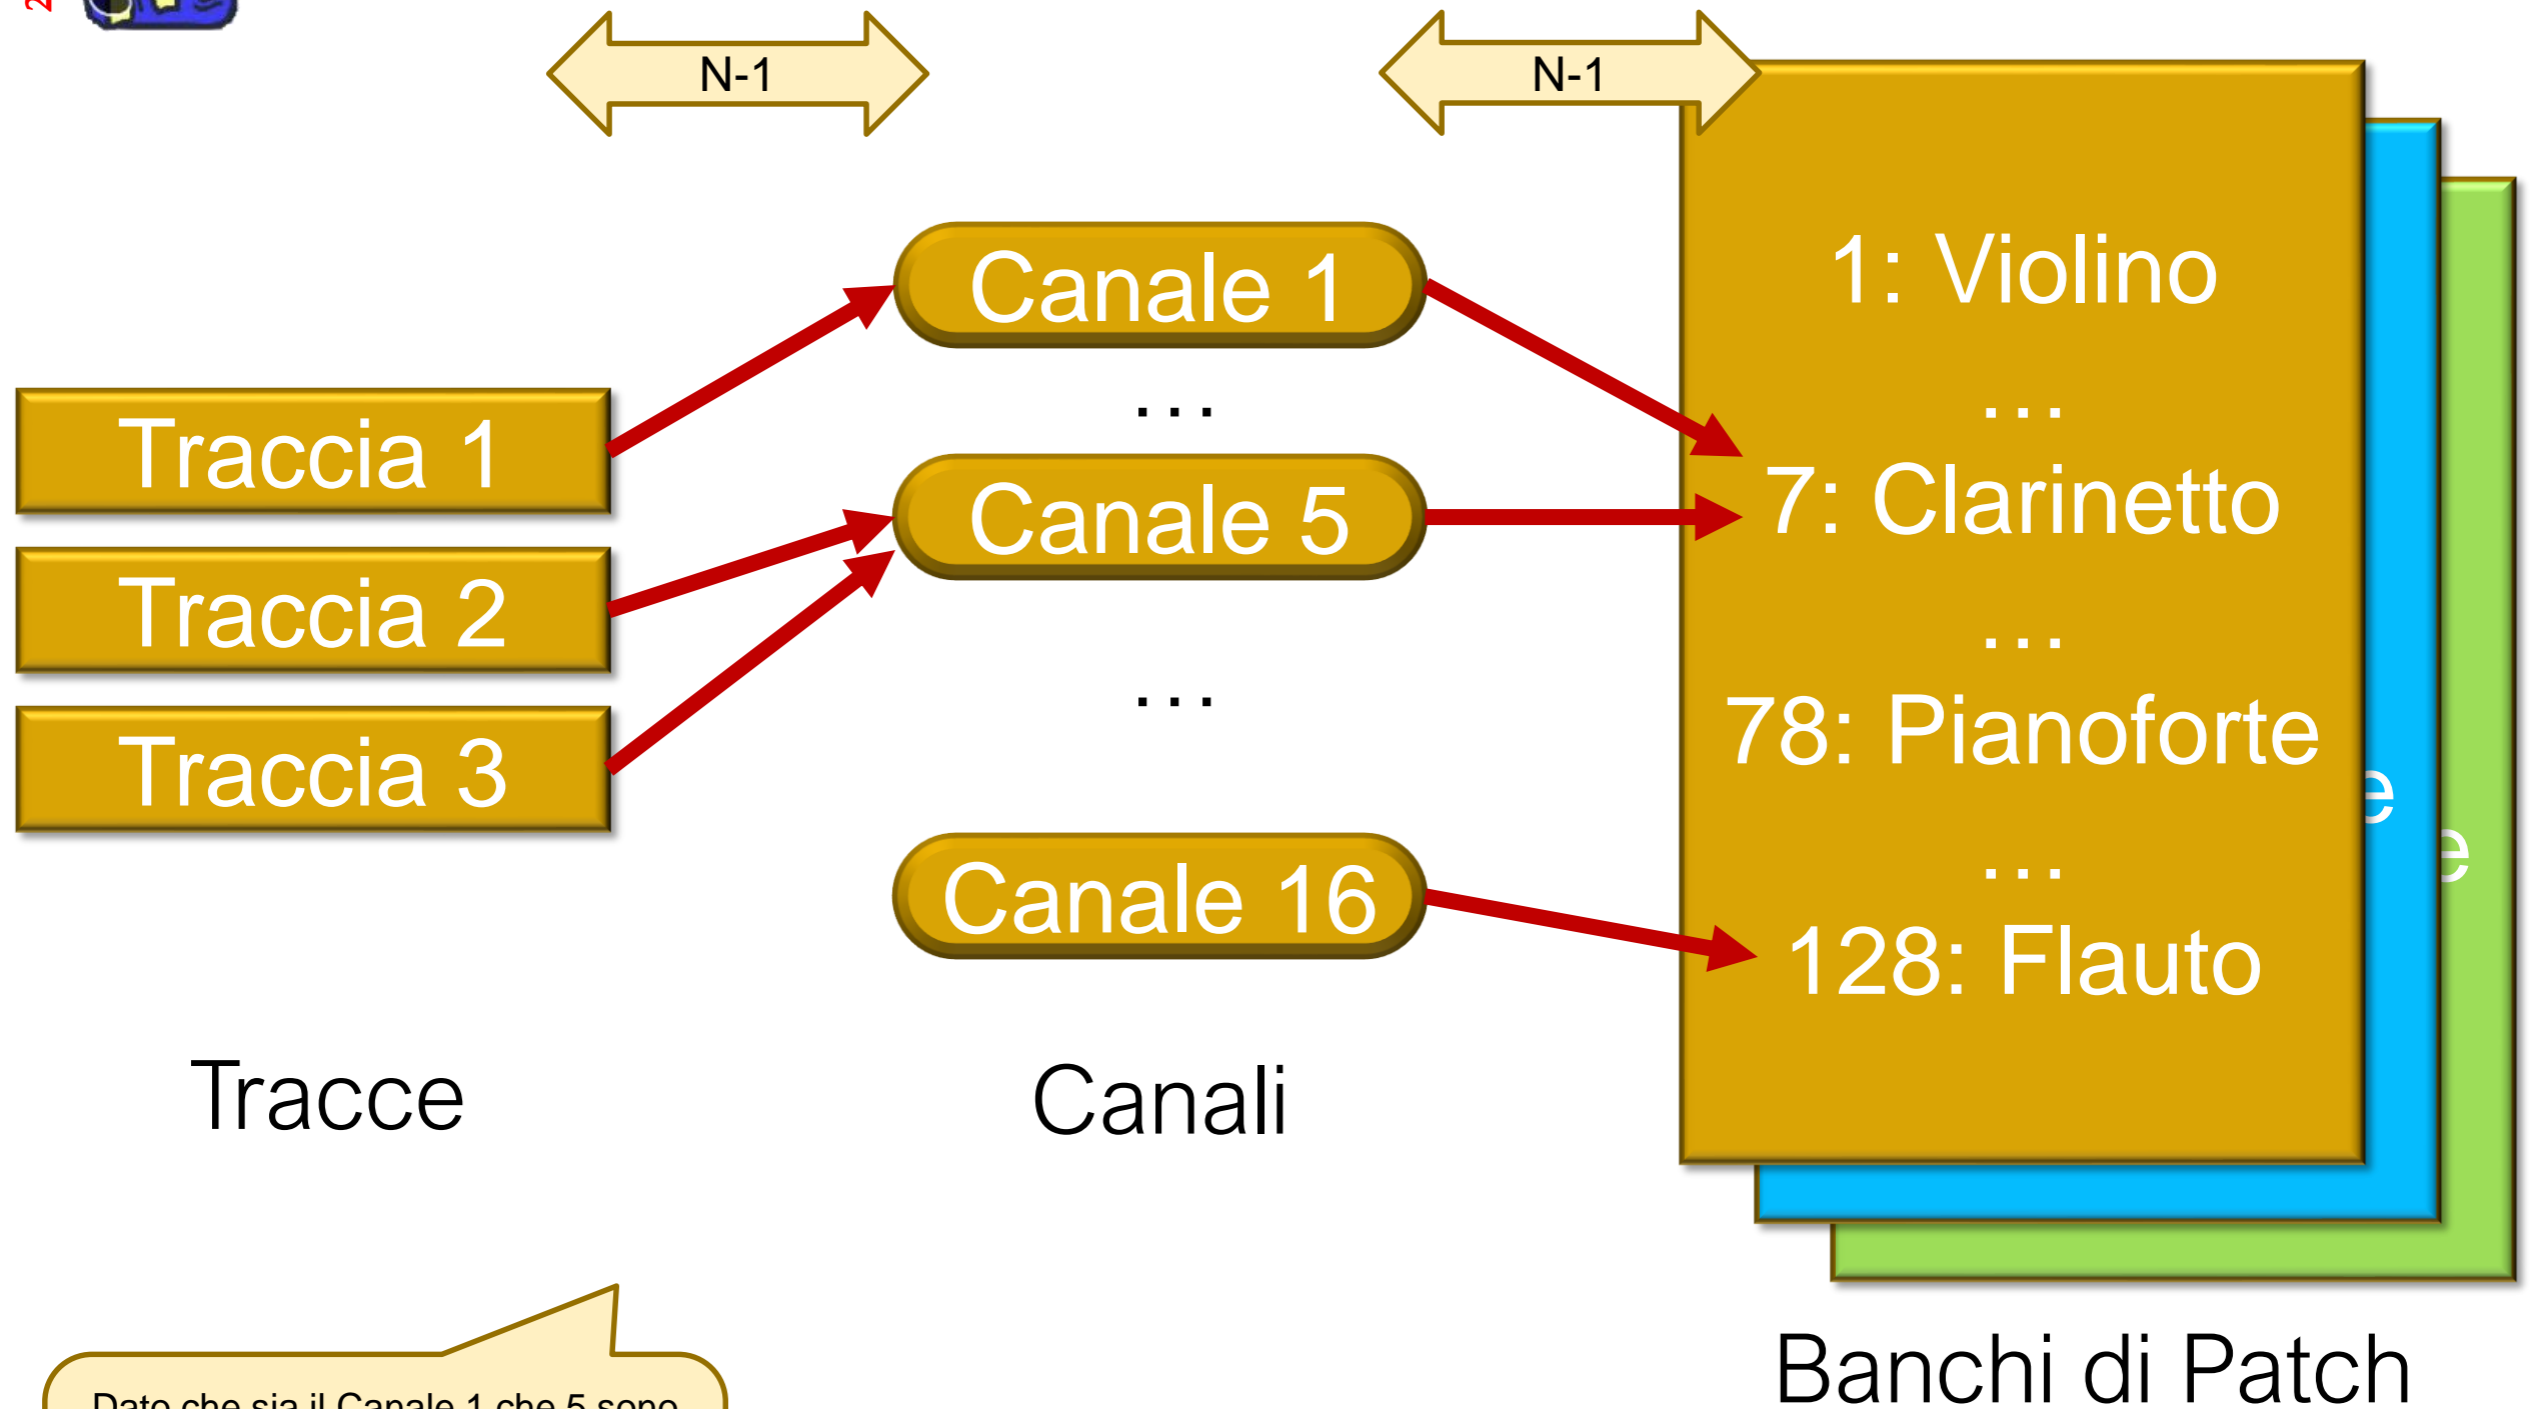 N-1
N-1
Traccia 1
Traccia 2
Traccia 3
Tracce
Canale 1
...
Canale 5
...
Canale 16
Canali
1: Violino
...
7: Clarinetto
...
78: Pianoforte
...
128: Flauto
e
e
Banchi di Patch
Dato che sia il Canale 1 che 5 sono